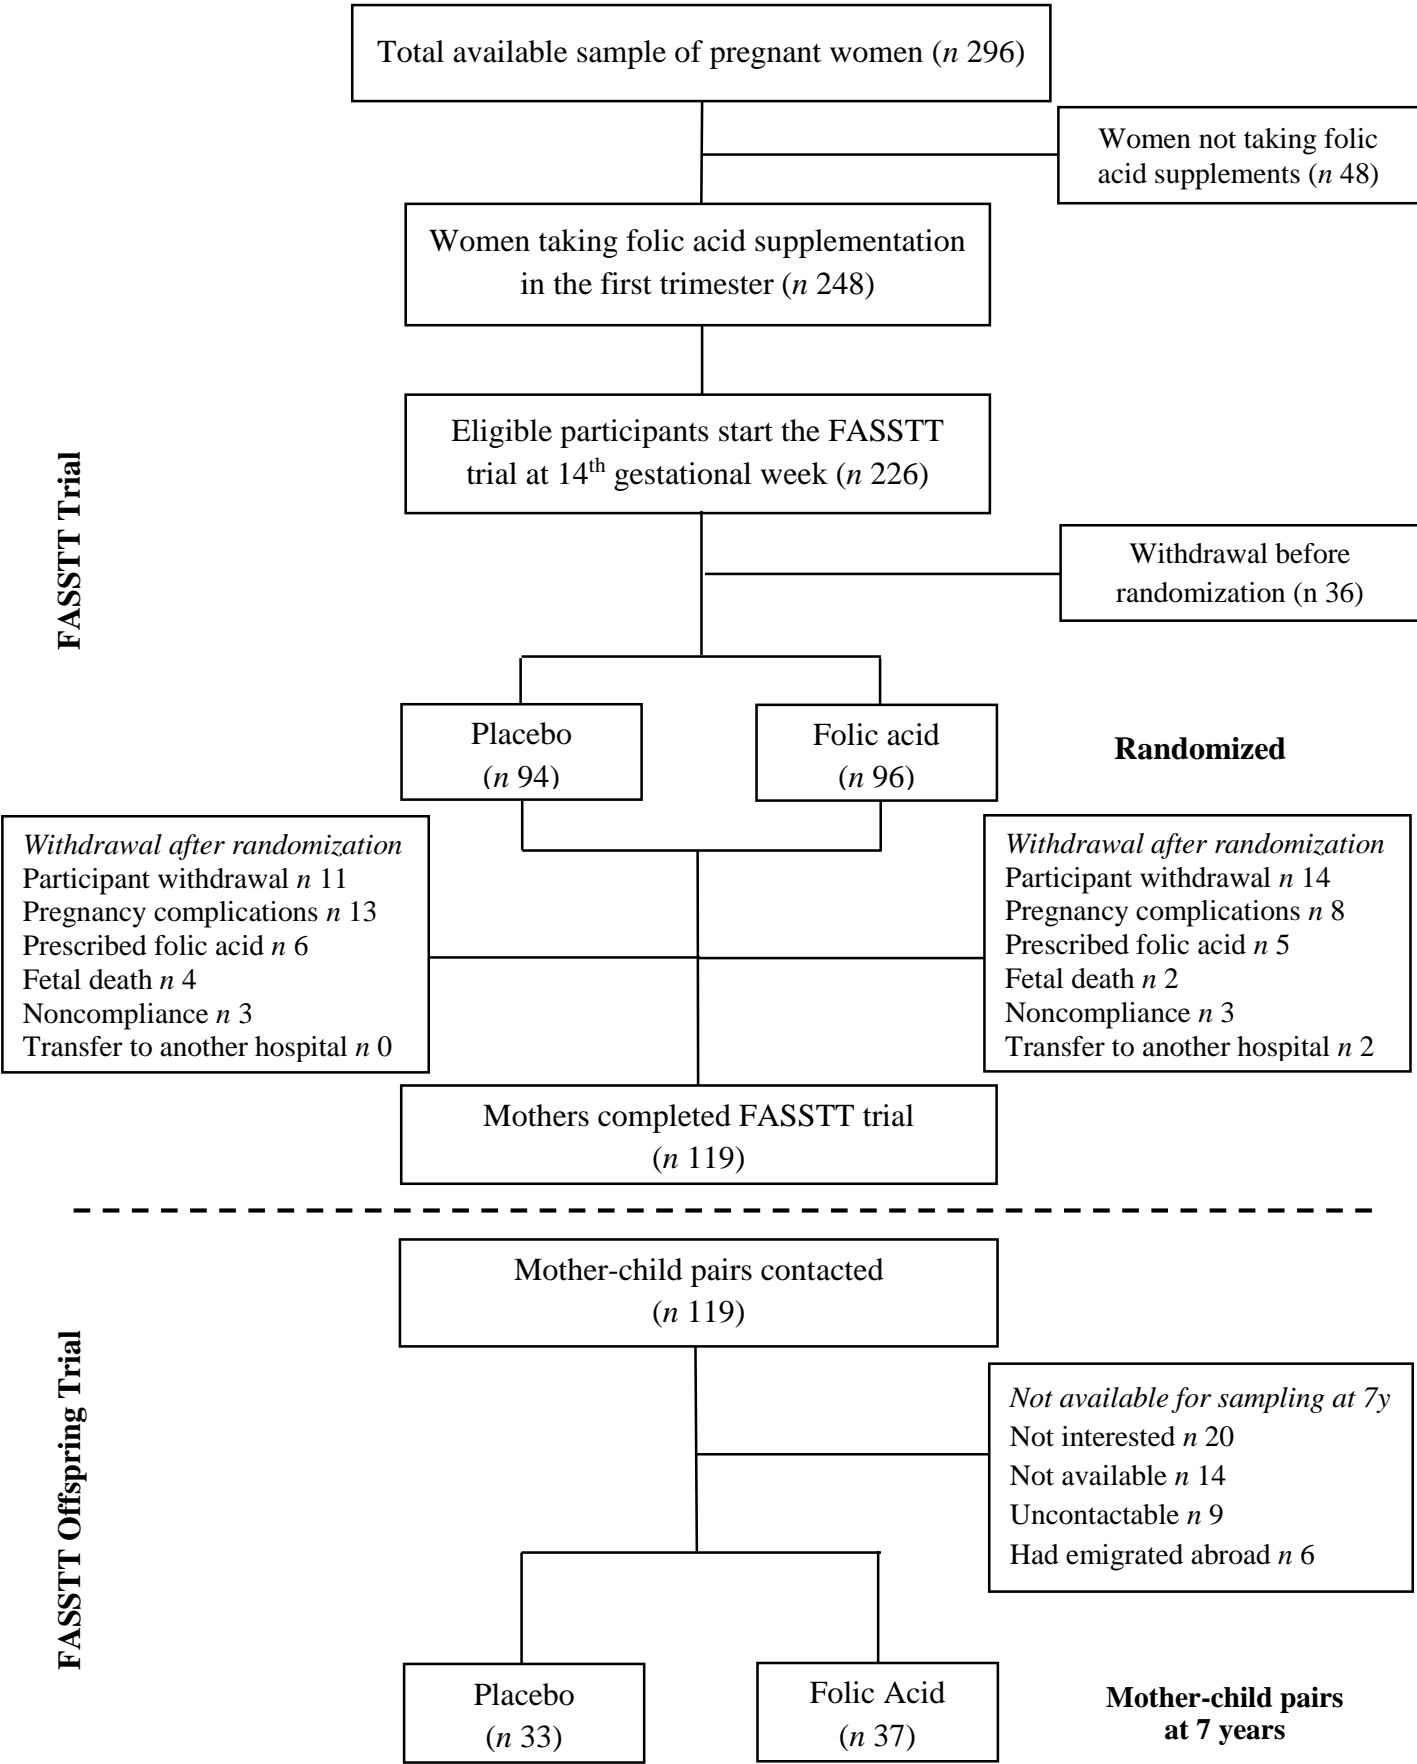 Total available sample of pregnant women (n 296)
Women not taking folic
acid supplements (n 48)
Women taking folic acid supplementation
in the first trimester (n 248)
Eligible participants start the FASSTT
trial at 14th gestational week (n 226)
FASSTT Trial
Withdrawal before
randomization (n 36)
Placebo
(n 94)
Folic acid
(n 96)
Randomized
Withdrawal after randomization
Participant withdrawal n 11
Pregnancy complications n 13
Prescribed folic acid n 6
Fetal death n 4
Noncompliance n 3
Transfer to another hospital n 0
Withdrawal after randomization
Participant withdrawal n 14
Pregnancy complications n 8
Prescribed folic acid n 5
Fetal death n 2
Noncompliance n 3
Transfer to another hospital n 2
Mothers completed FASSTT trial
(n 119)
Mother-child pairs contacted
(n 119)
FASSTT Offspring Trial
Not available for sampling at 7y
Not interested n 20
Not available n 14
Uncontactable n 9
Had emigrated abroad n 6
Placebo
(n 33)
Folic Acid
(n 37)
Mother-child pairs
at 7 years